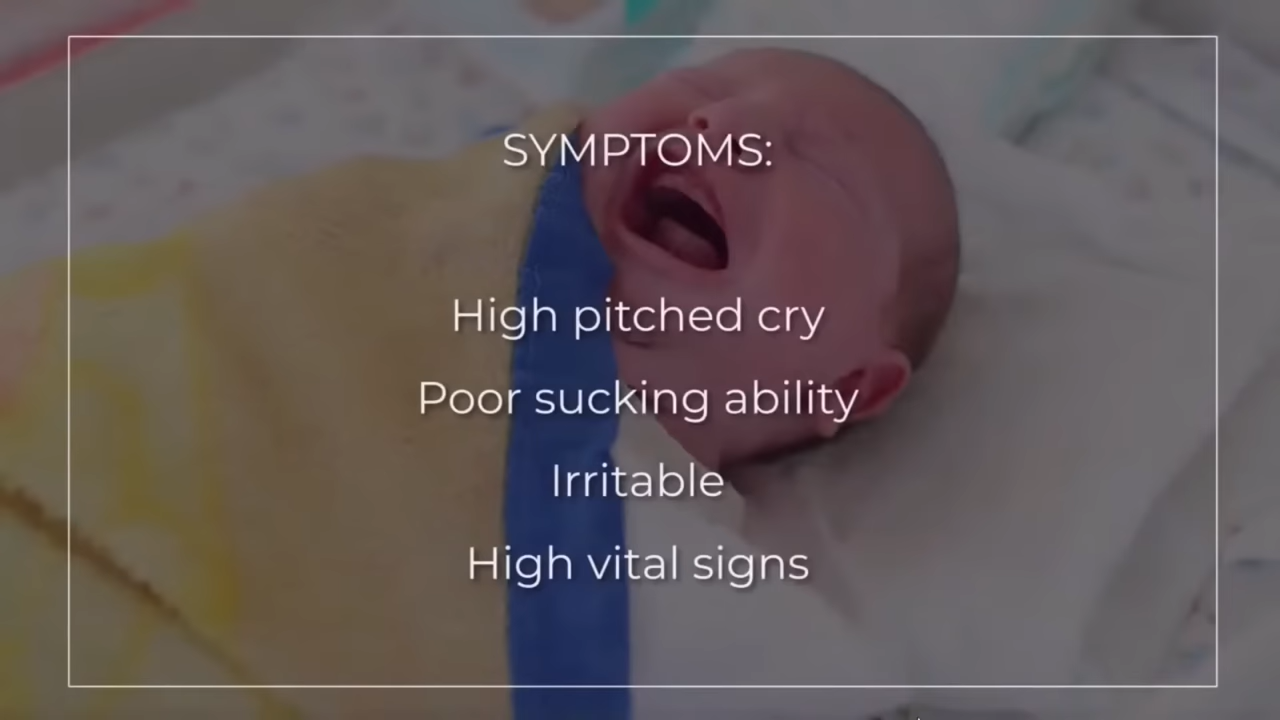 SYMPTOMS:
High pitched cry
Poor sucking ability
Irritable
High vital signs